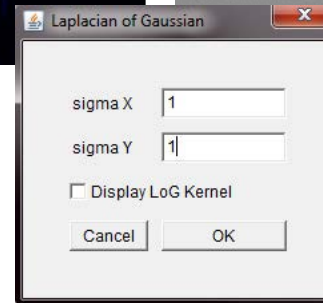 Laplacian of Gaussian
sigma X 1
sigma Y 1
Display LoG Kernel
Cancel OK